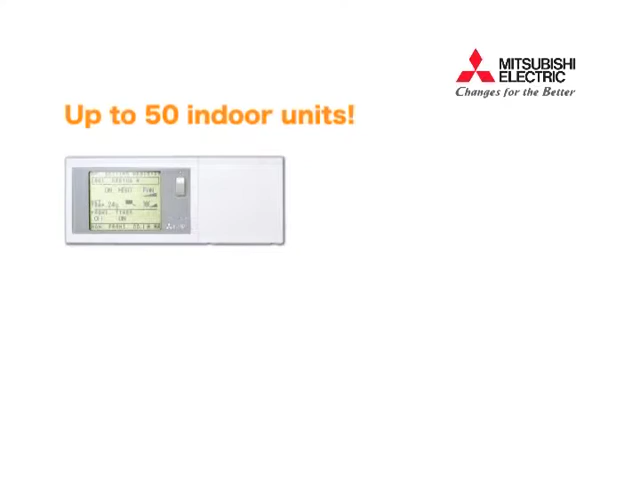 MITSUBISHI
ELECTRIC
Changes for the Better
Up to 50 indoor units!